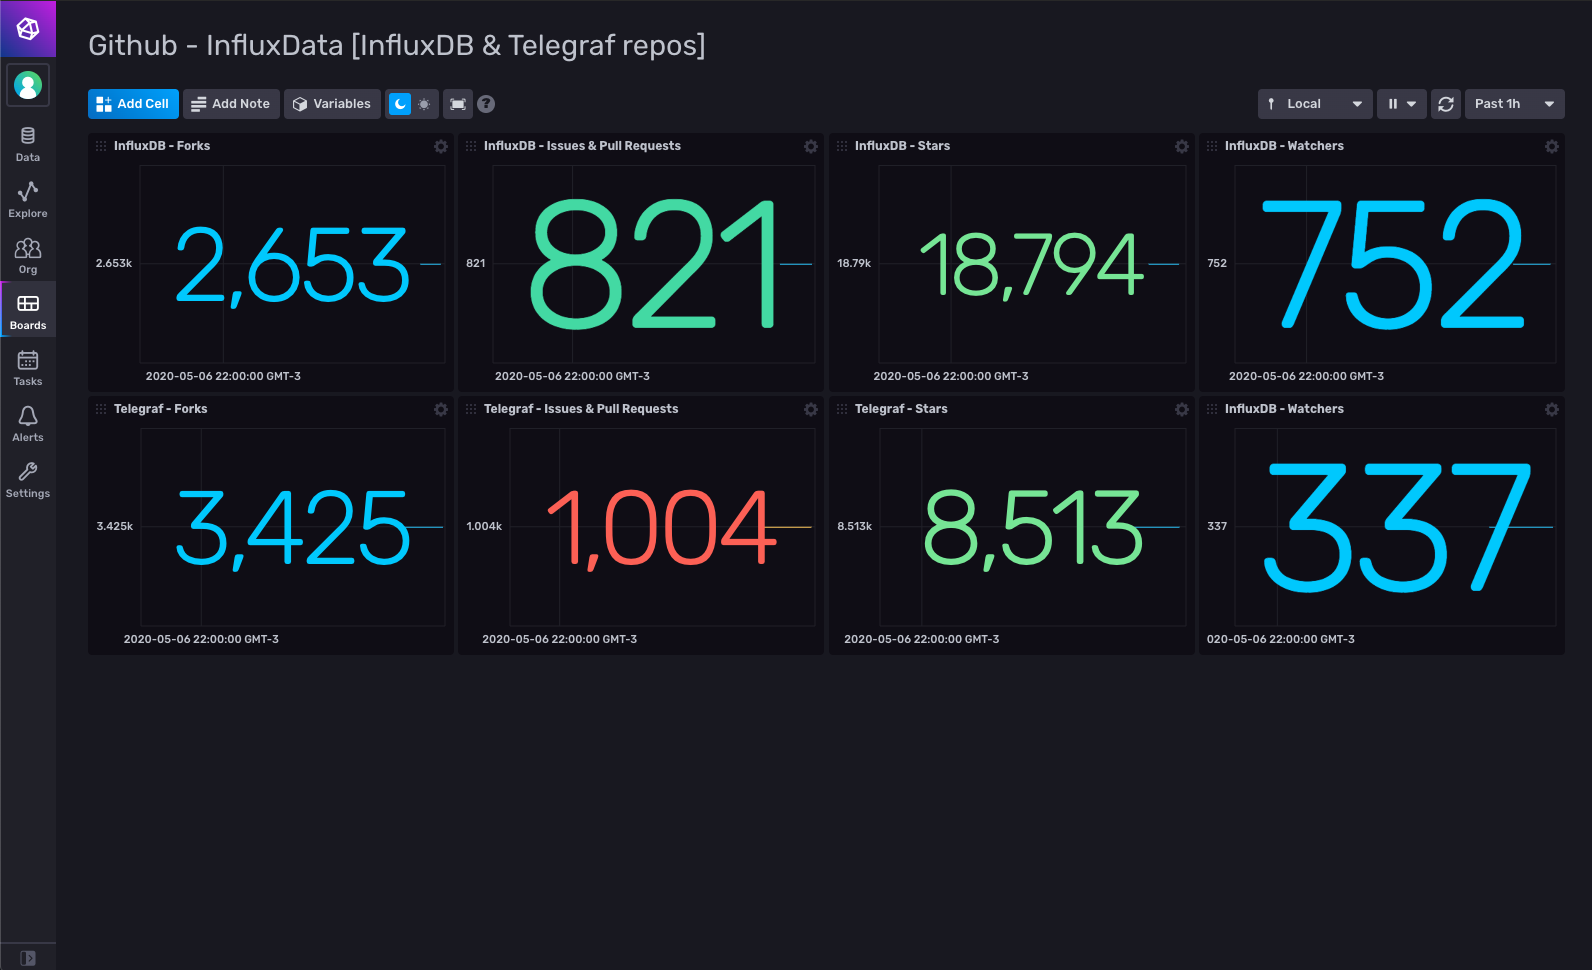 Github - InfluxData [InfluxDB & Telegraf repos]
Add Cell
Add Note
Variables
?
Local
Past 1h
Data
Explore
Org
Boards
Tasks
Alerts
Settings
InfluxDB - Forks
2.653k
2,653
2020-05-06 22:00:00 GMT-3
InfluxDB - Issues & Pull Requests
821
821
2020-05-06 22:00:00 GMT-3
InfluxDB - Stars
18.79k
18,794
2020-05-06 22:00:00 GMT-3
InfluxDB - Watchers
752
752
2020-05-06 22:00:00 GMT-3
Telegraf - Forks
3.425k
3,425
2020-05-06 22:00:00 GMT-3
Telegraf - Issues & Pull Requests
1.004k
1,004
2020-05-06 22:00:00 GMT-3
Telegraf - Stars
8.513k
8,513
2020-05-06 22:00:00 GMT-3
InfluxDB - Watchers
337
337
020-05-06 22:00:00 GMT-3